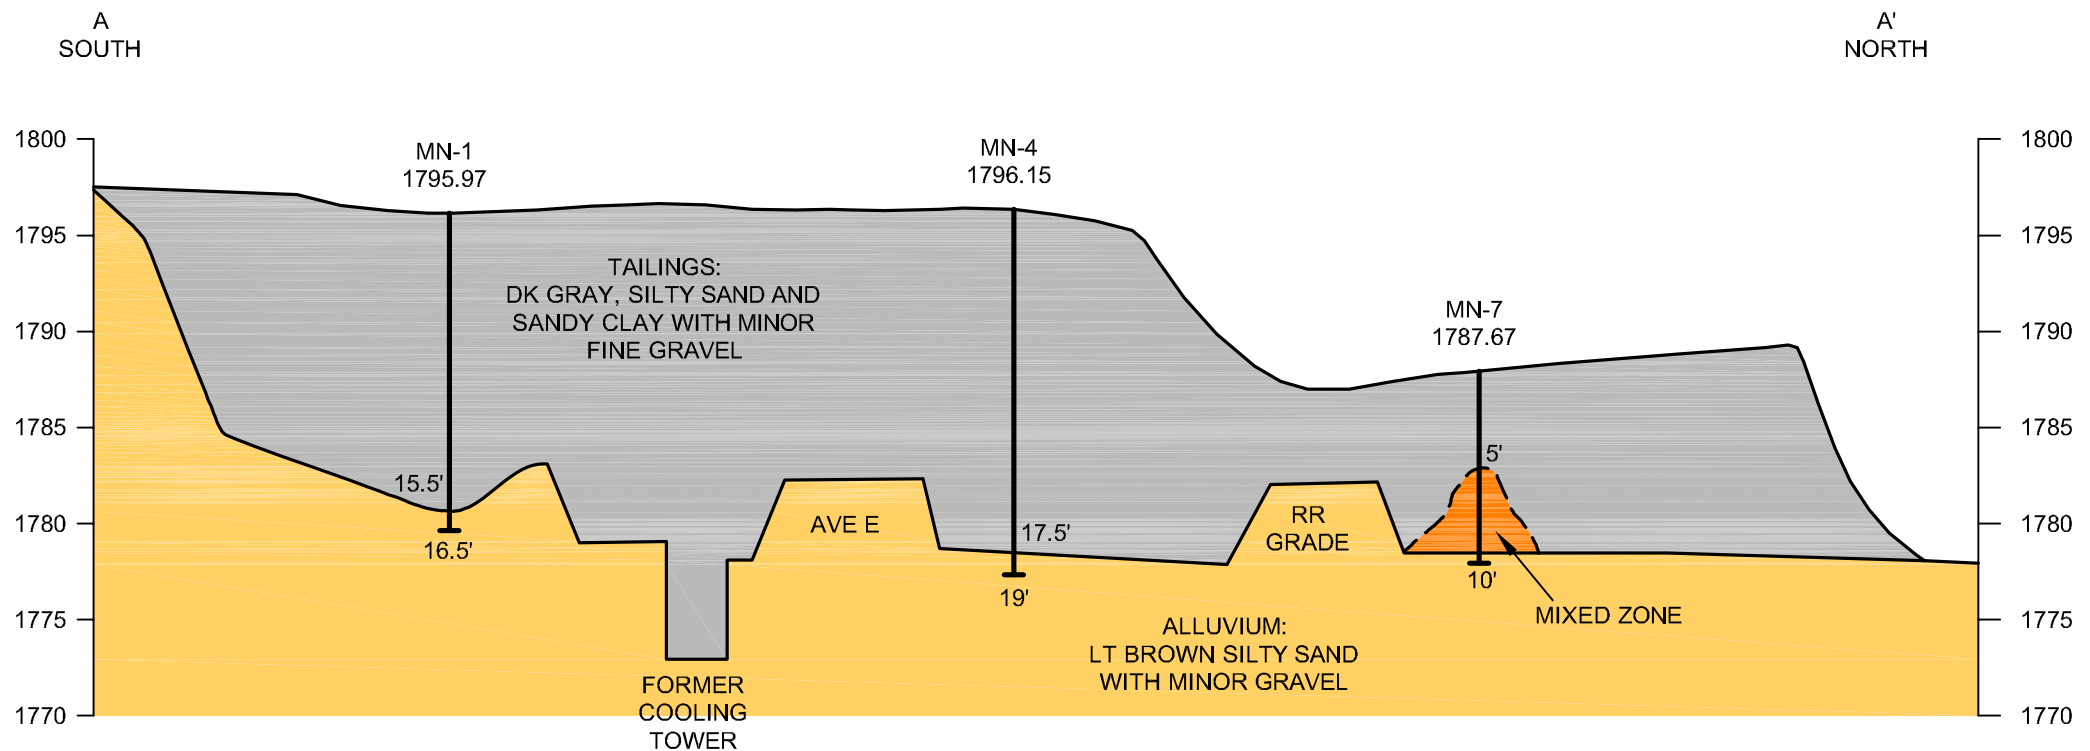 A
SOUTH
A'
NORTH
1800
1795
1790
1785
1780
1775
1770
MN-1
1795.97
MN-4
1796.15
MN-7
1787.67
TAILINGS:
DK GRAY, SILTY SAND AND
SANDY CLAY WITH MINOR
FINE GRAVEL
15.5'
16.5'
17.5'
19'
5'
10'
AVE E
RR
GRADE
MIXED ZONE
ALLUVIUM:
LT BROWN SILTY SAND
WITH MINOR GRAVEL
FORMER
COOLING
TOWER
1800
1795
1790
1785
1780
1775
1770